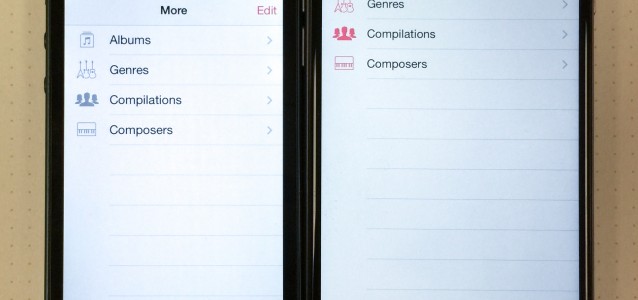 More
Edit
Albums
Genres
Compilations
Composers
Genres
Compilations
Composers